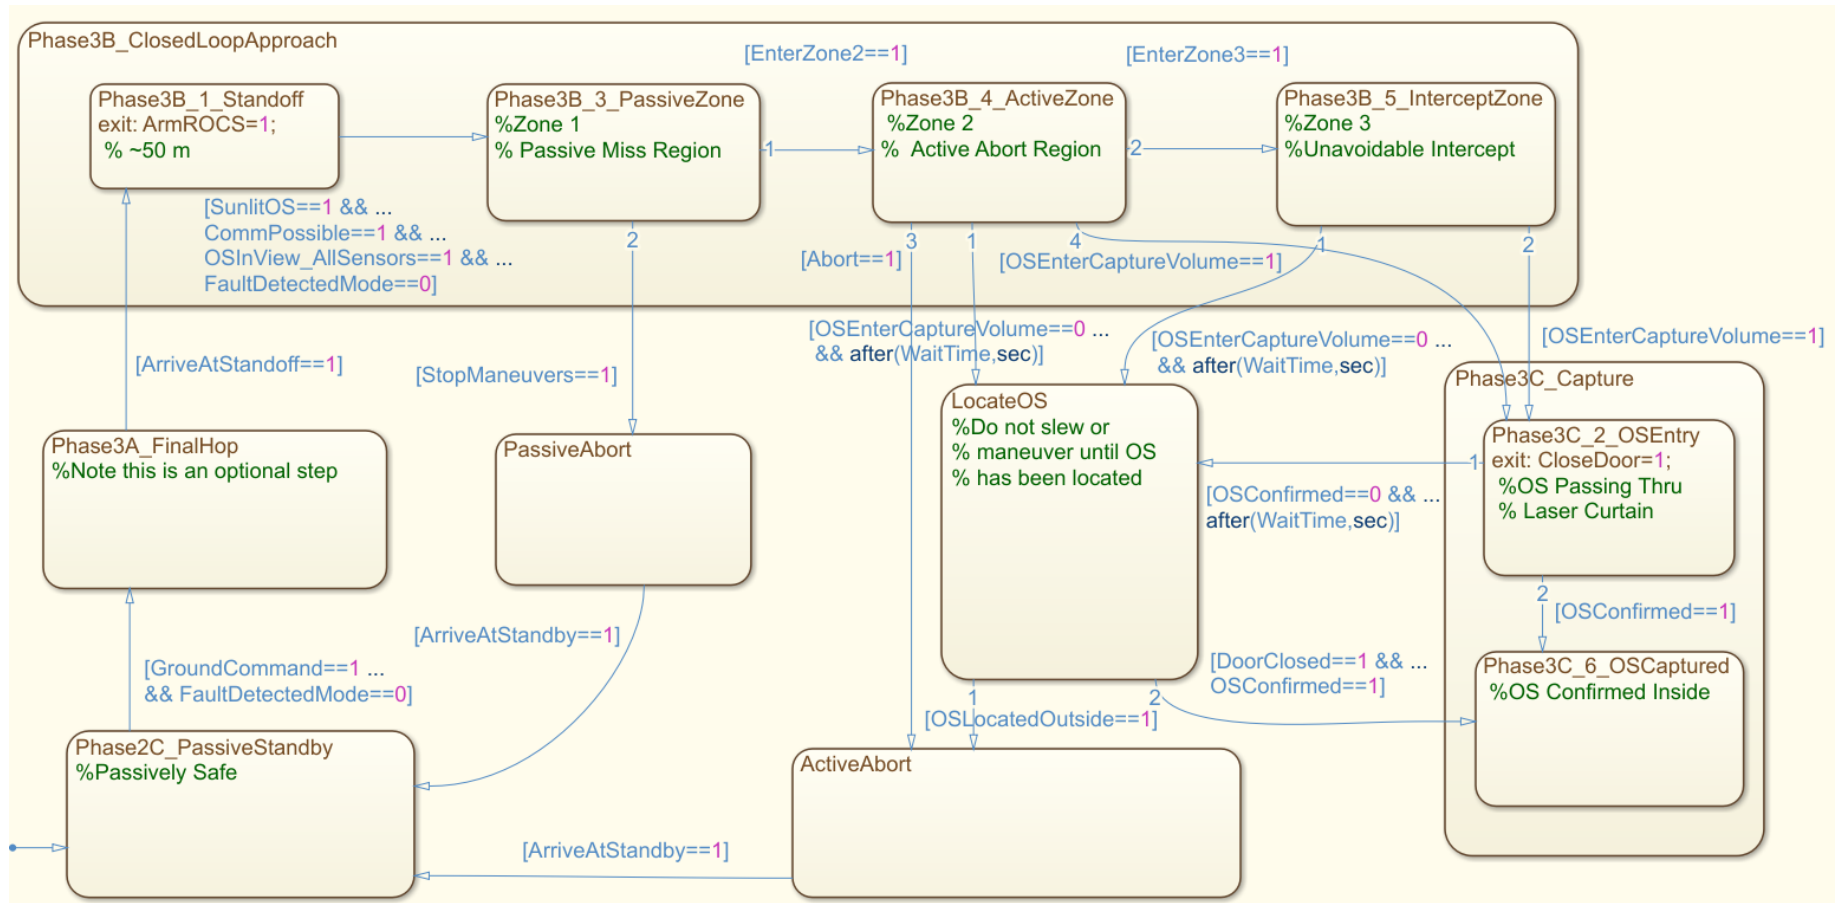 Phase3B_ClosedLoopApproach
[EnterZone2==1]
[EnterZone3==1]
Phase3B_1_Standoff
exit: ArmROCS=1;
% ~50 m
Phase3B_3_PassiveZone
%Zone 1
% Passive Miss Region
1
Phase3B_4_ActiveZone
%Zone 2
% Active Abort Region
2
Phase3B_5_InterceptZone
%Zone 3
%Unavoidable Intercept
[SunlitOS==1 && ...
CommPossible==1 && ...
OSInView_AllSensors==1 && ...
FaultDetectedMode==0]
2
3
1
4
1
2
[Abort==1]
[OSEnterCaptureVolume==1]
[OSEnterCaptureVolume==0 ...
&& after(WaitTime,sec)]
[OSEnterCaptureVolume==0 ...
&& after(WaitTime,sec)]
[OSEnterCaptureVolume==1]
[ArriveAtStandoff==1]
[StopManeuvers==1]
Phase3C_Capture
Phase3A_FinalHop
%Note this is an optional step
PassiveAbort
LocateOS
%Do not slew or
% maneuver until OS
% has been located
Phase3C_2_OSEntry
exit: CloseDoor=1;
%OS Passing Thru
% Laser Curtain
1
[OSConfirmed==0 && ...
after(WaitTime,sec)]
2
[OSConfirmed==1]
[ArriveAtStandby==1]
[GroundCommand==1 ...
&& FaultDetectedMode==0]
[DoorClosed==1 && ...
OSConfirmed==1]
Phase3C_6_OSCaptured
%OS Confirmed Inside
1
2
[OSLocatedOutside==1]
Phase2C_PassiveStandby
%Passively Safe
ActiveAbort
[ArriveAtStandby==1]